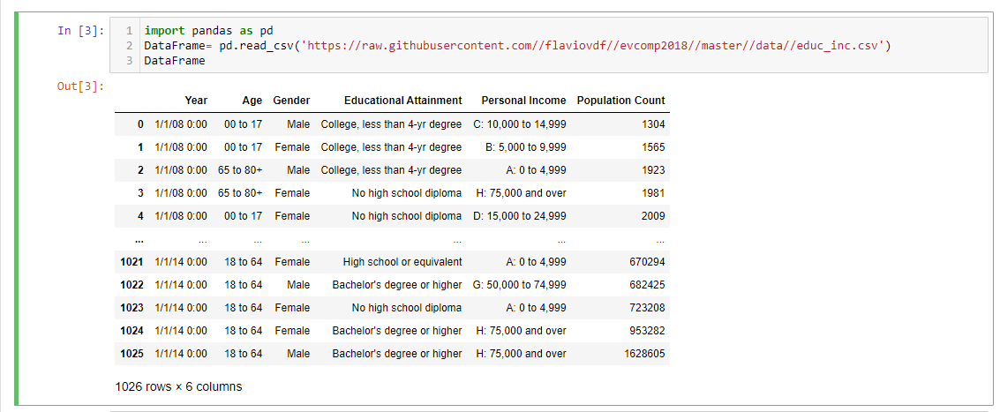 In [3]: 1 import pandas as pd
2 DataFrame= pd.read_csv('https://raw.githubusercontent.com//flaviovdf//evcomp2018//master//data//educ_inc.csv')
3 DataFrame
Out[3]:
Year Age Gender Educational Attainment Personal Income Population Count
0 1/1/08 0:00 00 to 17 Male College, less than 4-yr degree C: 10,000 to 14,999 1304
1 1/1/08 0:00 00 to 17 Female College, less than 4-yr degree B: 5,000 to 9,999 1565
2 1/1/08 0:00 65 to 80+ Male College, less than 4-yr degree A: 0 to 4,999 1923
3 1/1/08 0:00 65 to 80+ Female No high school diploma H: 75,000 and over 1981
4 1/1/08 0:00 00 to 17 Female No high school diploma D: 15,000 to 24,999 2009
... ... ... ... ... ... ...
1021 1/1/14 0:00 18 to 64 Female High school or equivalent A: 0 to 4,999 670294
1022 1/1/14 0:00 18 to 64 Male Bachelor's degree or higher G: 50,000 to 74,999 682425
1023 1/1/14 0:00 18 to 64 Female No high school diploma A: 0 to 4,999 723208
1024 1/1/14 0:00 18 to 64 Female Bachelor's degree or higher H: 75,000 and over 953282
1025 1/1/14 0:00 18 to 64 Male Bachelor's degree or higher H: 75,000 and over 1628605
1026 rows × 6 columns